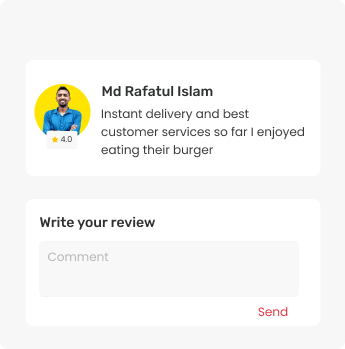 Md Rafatul Islam
Instant delivery and best
customer services so far I enjoyed
eating their burger
4.0
Write your review
Comment
Send